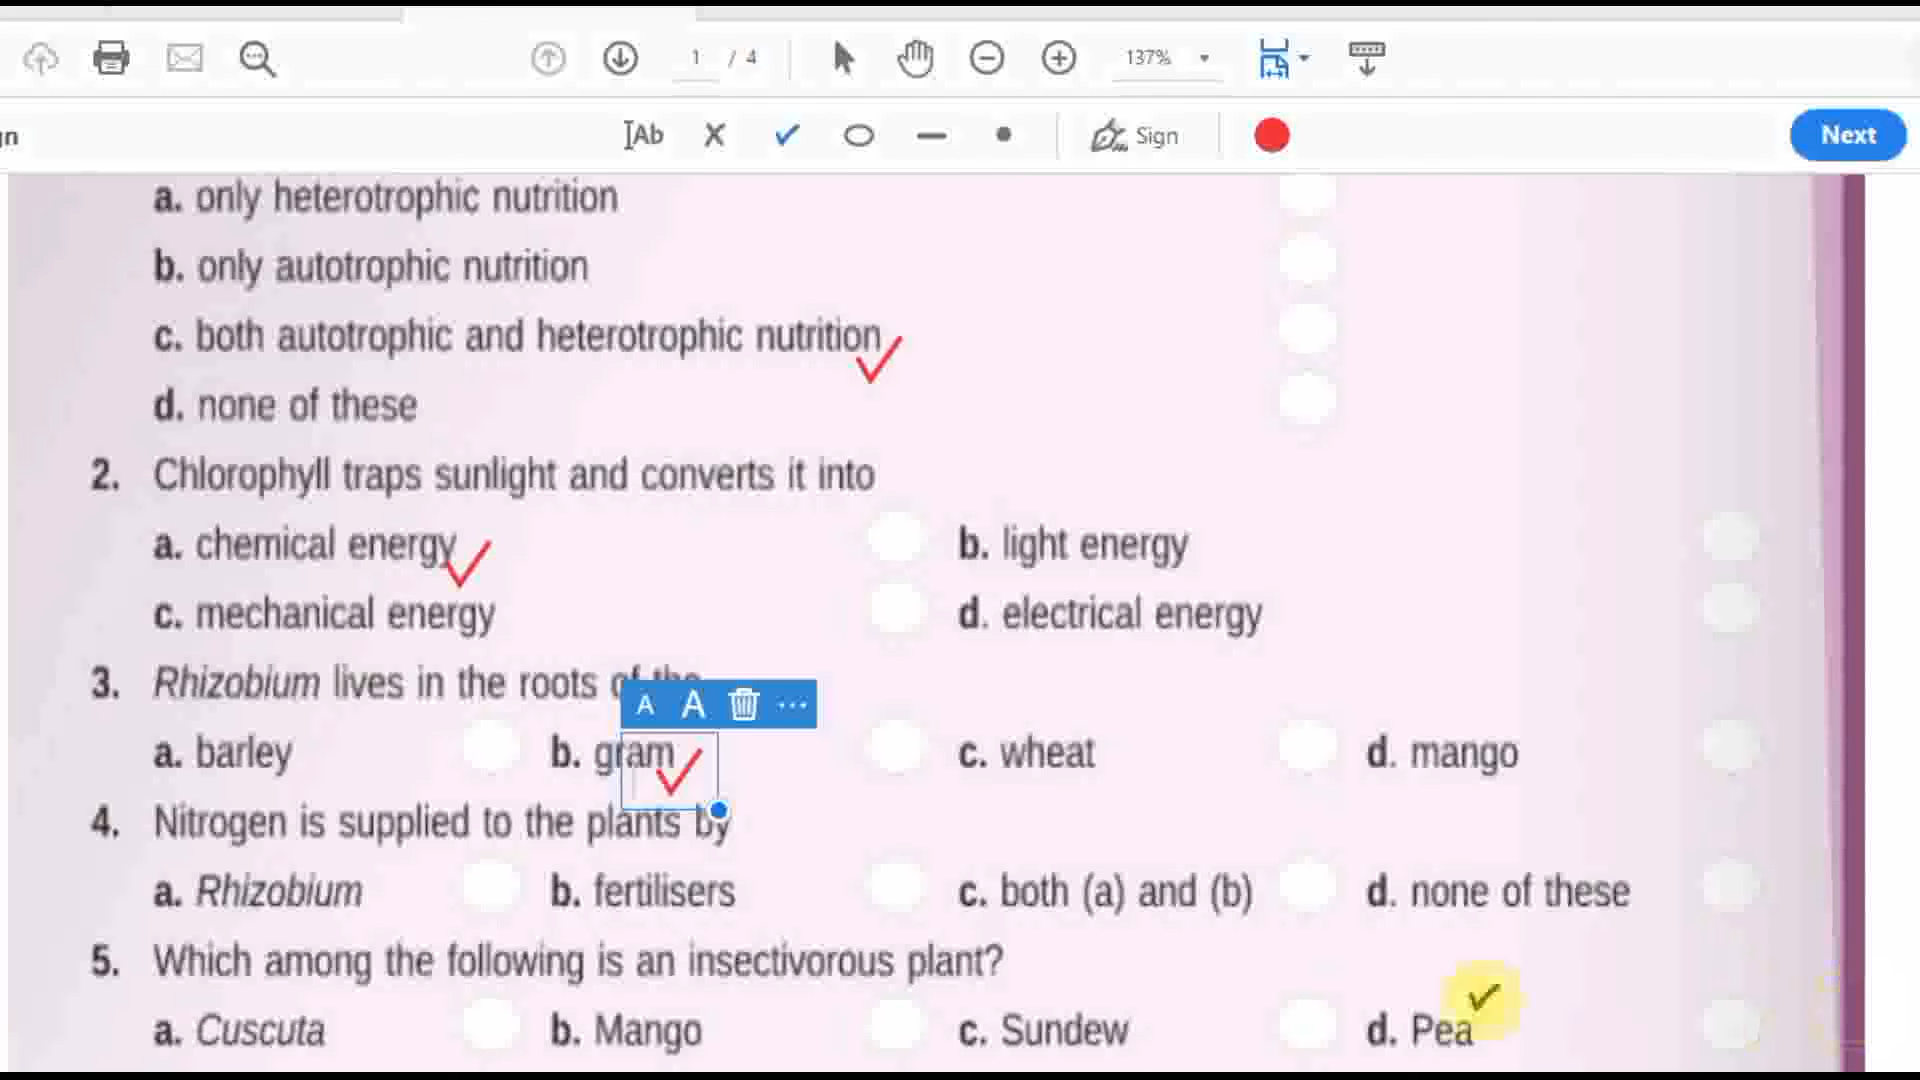 1 / 4 137%
gn Ab Sign Next
a. only heterotrophic nutrition
b. only autotrophic nutrition
c. both autotrophic and heterotrophic nutrition
d. none of these
2. Chlorophyll traps sunlight and converts it into
a. chemical energy b. light energy
c. mechanical energy d. electrical energy
3. Rhizobium lives in the roots of the
A A ...
a. barley b. gram c. wheat d. mango
4. Nitrogen is supplied to the plants by
a. Rhizobium b. fertilisers c. both (a) and (b) d. none of these
5. Which among the following is an insectivorous plant?
a. Cuscuta b. Mango c. Sundew d. Pea